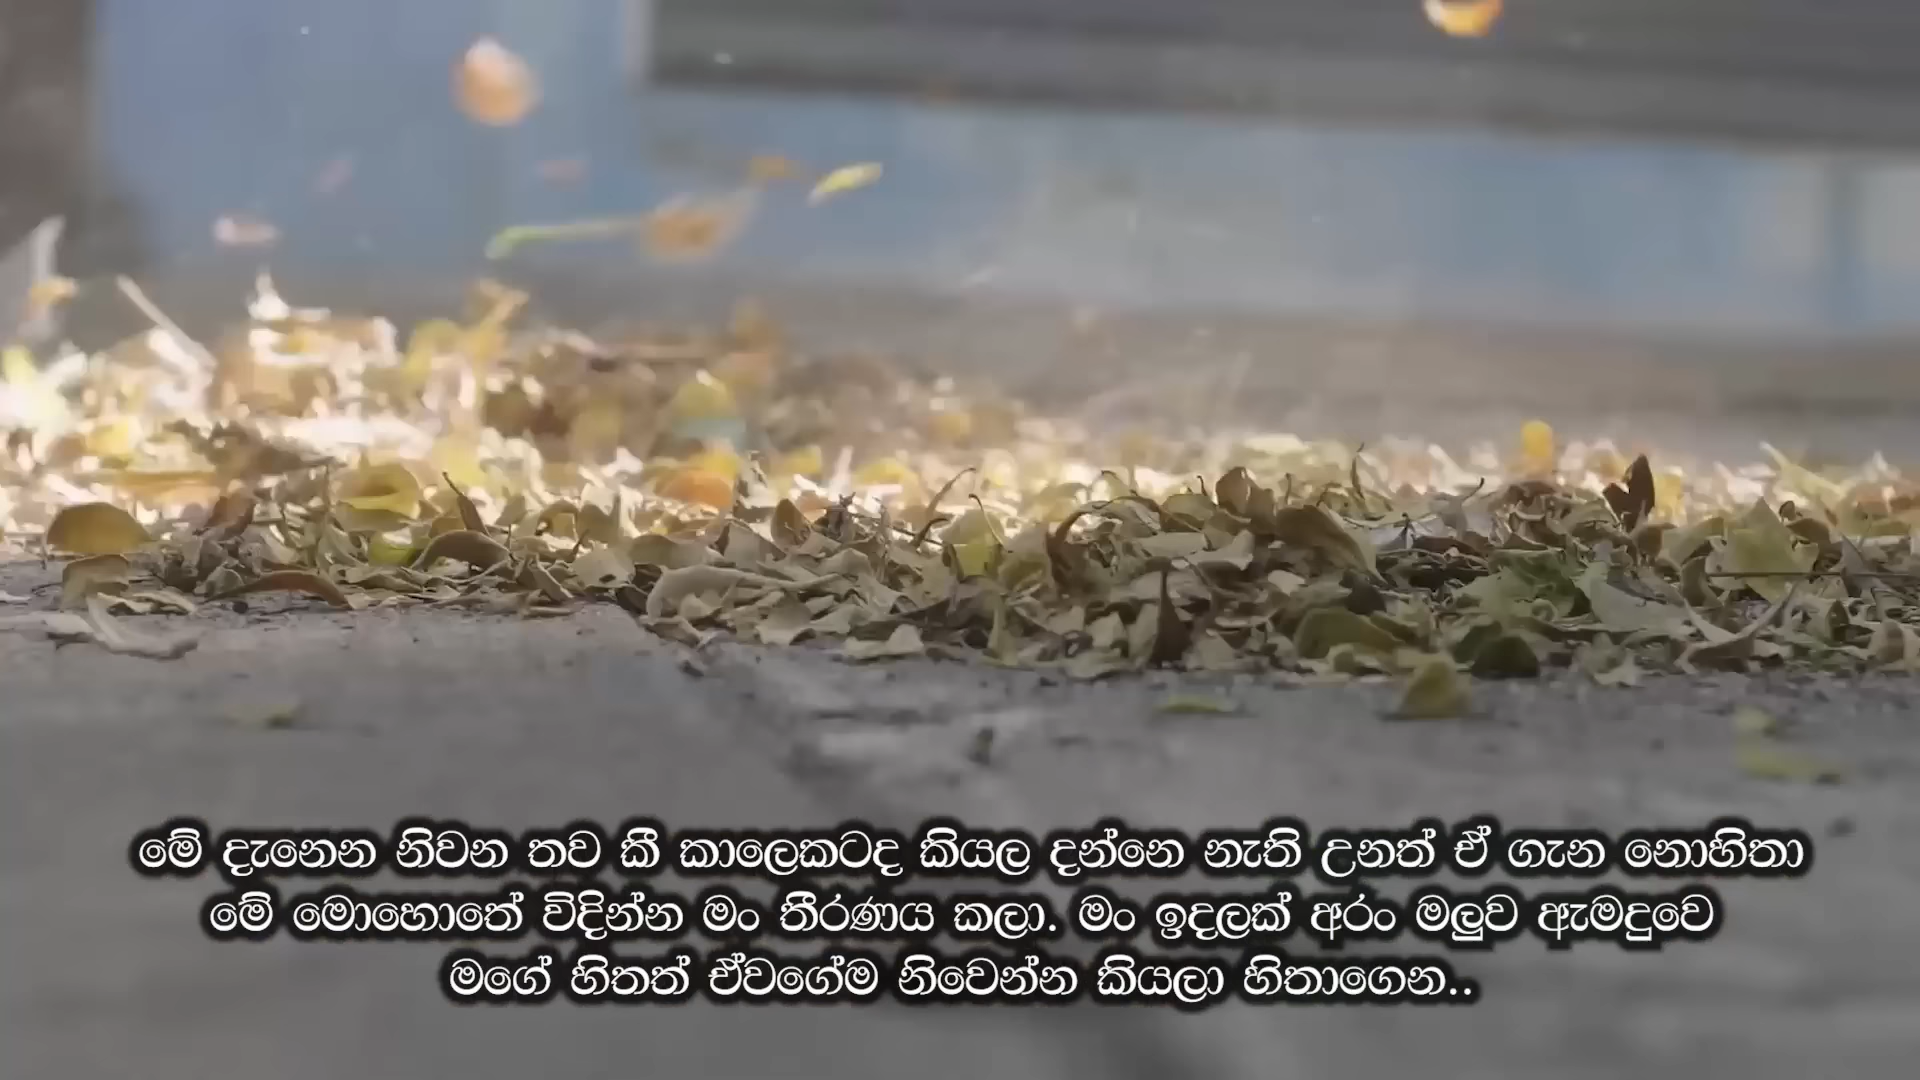 මේ දැනෙන නිවන තව කී කාලෙකටද කියල දන්නෙ නැති උනත් ඒ ගැන නොහිතා
මේ මොහොතේ විදින්න මං තීරණය කලා. මං ඉදලක් අරං මලුව ඇමදුවෙ
මගේ හිතත් ඒවගේම නිවෙන්න කියලා හිතාගෙන..